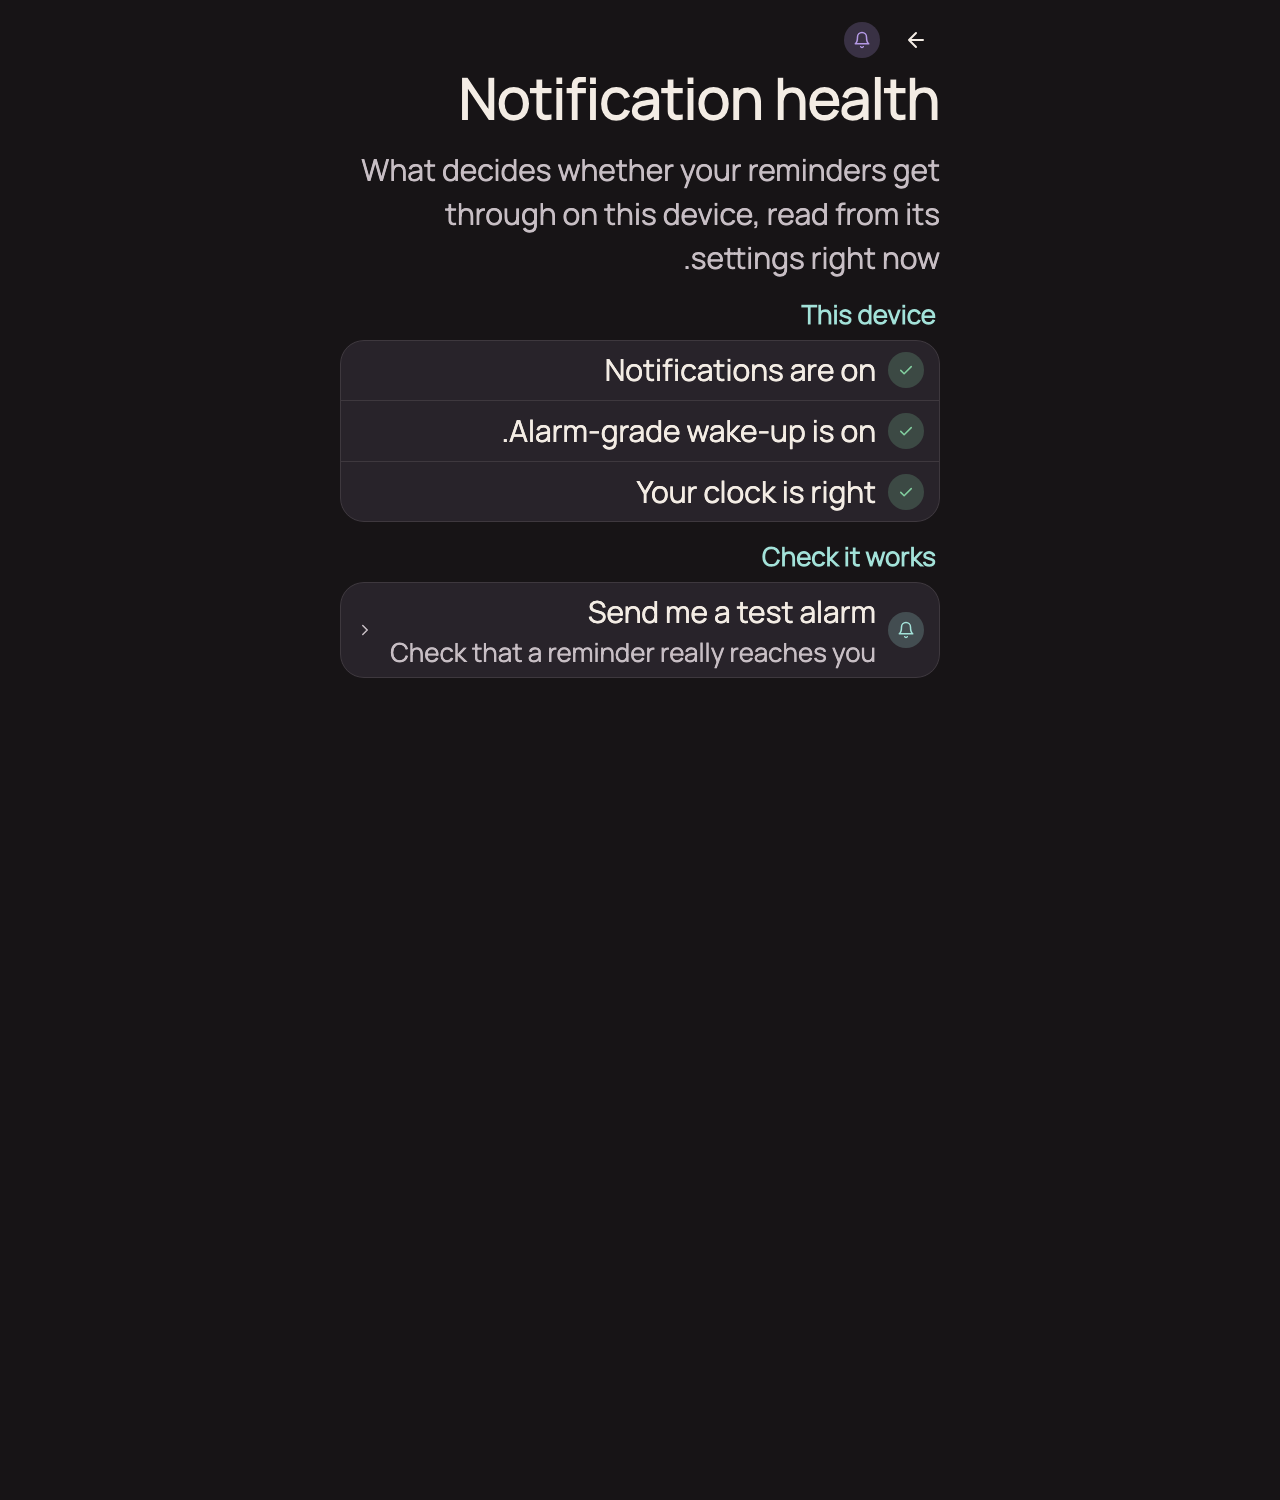 Notification health
What decides whether your reminders get
through on this device, read from its
.settings right now
This device
Notifications are on
.Alarm-grade wake-up is on
Your clock is right
Check it works
Send me a test alarm
Check that a reminder really reaches you